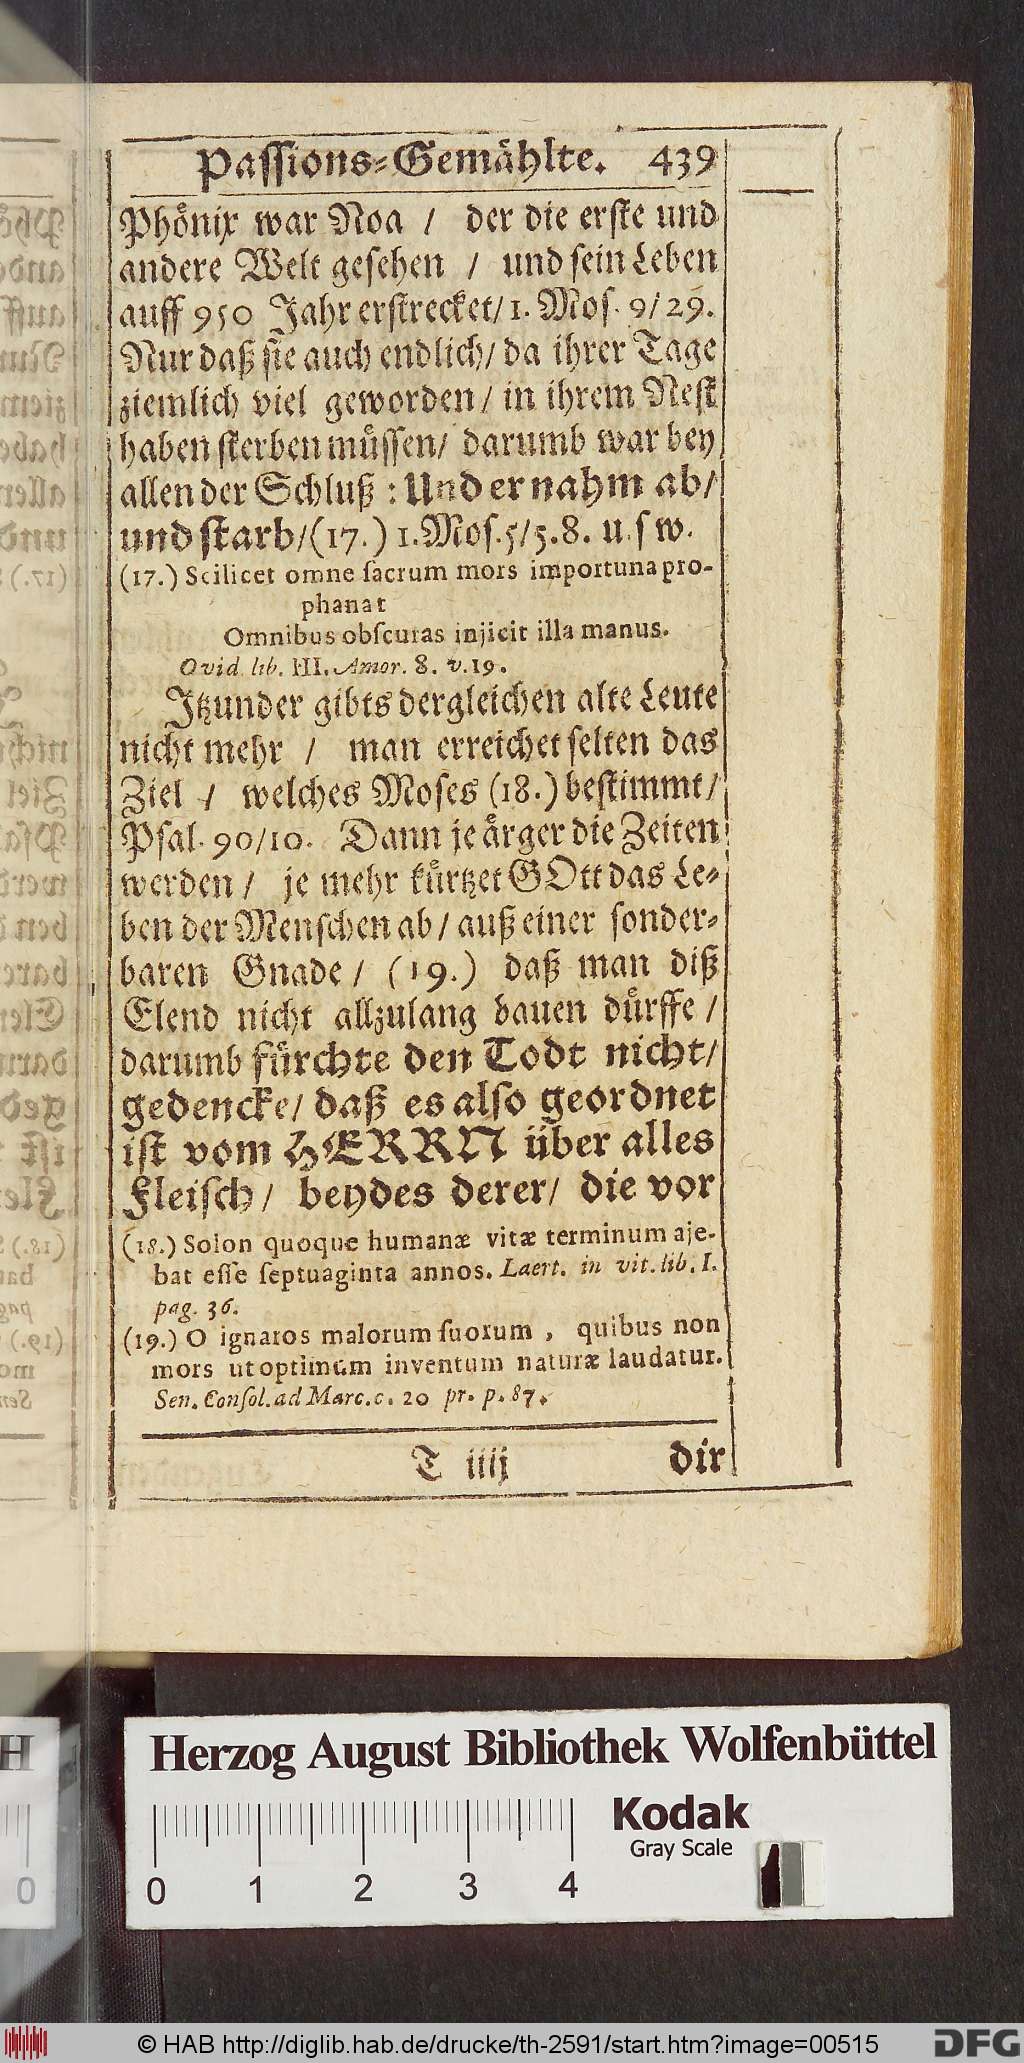 Passions-Gemählte. 439
Phönix war Noa / der die erste und
andere Welt gesehen / und sein Leben
auff 950 Jahr erstrecket/ 1. Mos. 9/29.
Nur daß sie auch endlich/ da ihrer Tage
ziemlich viel geworden/ in ihrem Nest
haben sterben müssen/ darumb war bey
allen der Schluß : Und er nahm ab/
und starb/(17.) 1. Mos. 5/5.8. u. s w.
(17.) Scilicet omne ſacrum mors importuna pro-
phanat
Omnibus obſcuras injicit illa manus.
Ovid. lib. III. Amor. 8. v. 19.
Itzunder gibts dergleichen alte Leute
nicht mehr / man erreichet selten das
Ziel / welches Moses (18.) bestimmt/
Psal. 90/10. Dann je ärger die Zeiten
werden / je mehr kürtzet GOtt das Le-
ben der Menschen ab / auß einer sonder-
baren Gnade / (19.) daß man diß
Elend nicht allzulang bauen dürffe /
darumb fürchte den Todt nicht/
gedencke/ daß es also geordnet
ist vom HERRN über alles
Fleisch/ beydes derer/ die vor
(18.) Solon quoque humanæ vitæ terminum aje-
bat eſſe ſeptuaginta annos. Laert. in vit. lib. I.
pag. 36.
(19.) O ignaros malorum ſuorum , quibus non
mors ut optimum inventum naturæ laudatur.
Sen. Conſol. ad Marc. c. 20 pr. p. 87.
T iiij dir
Herzog August Bibliothek Wolfenbüttel
Kodak
Gray Scale
0 1 2 3 4
© HAB http://diglib.hab.de/drucke/th-2591/start.htm?image=00515
DFG